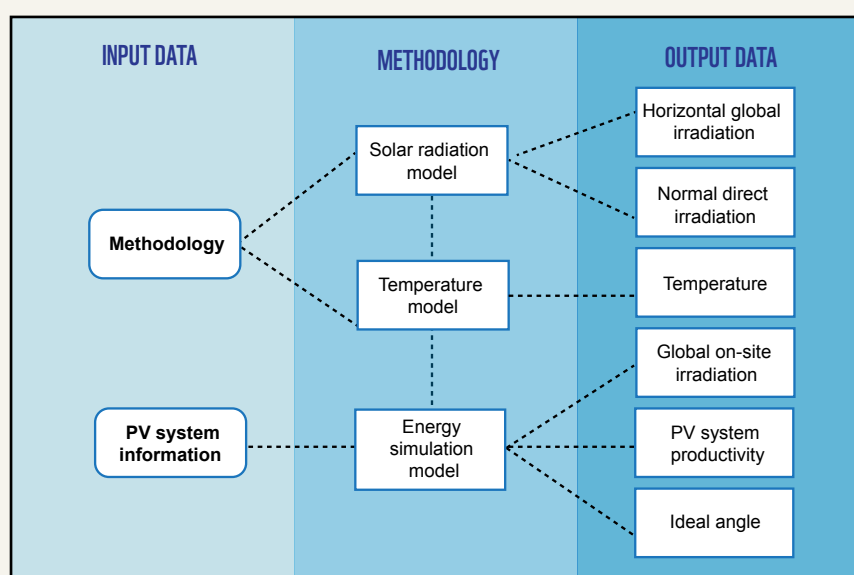 INPUT DATA
METHODOLOGY
OUTPUT DATA
Methodology
PV system
information
Solar radiation
model
Temperature
model
Energy
simulation
model
Horizontal global
irradiation
Normal direct
irradiation
Temperature
Global on-site
irradiation
PV system
productivity
Ideal angle